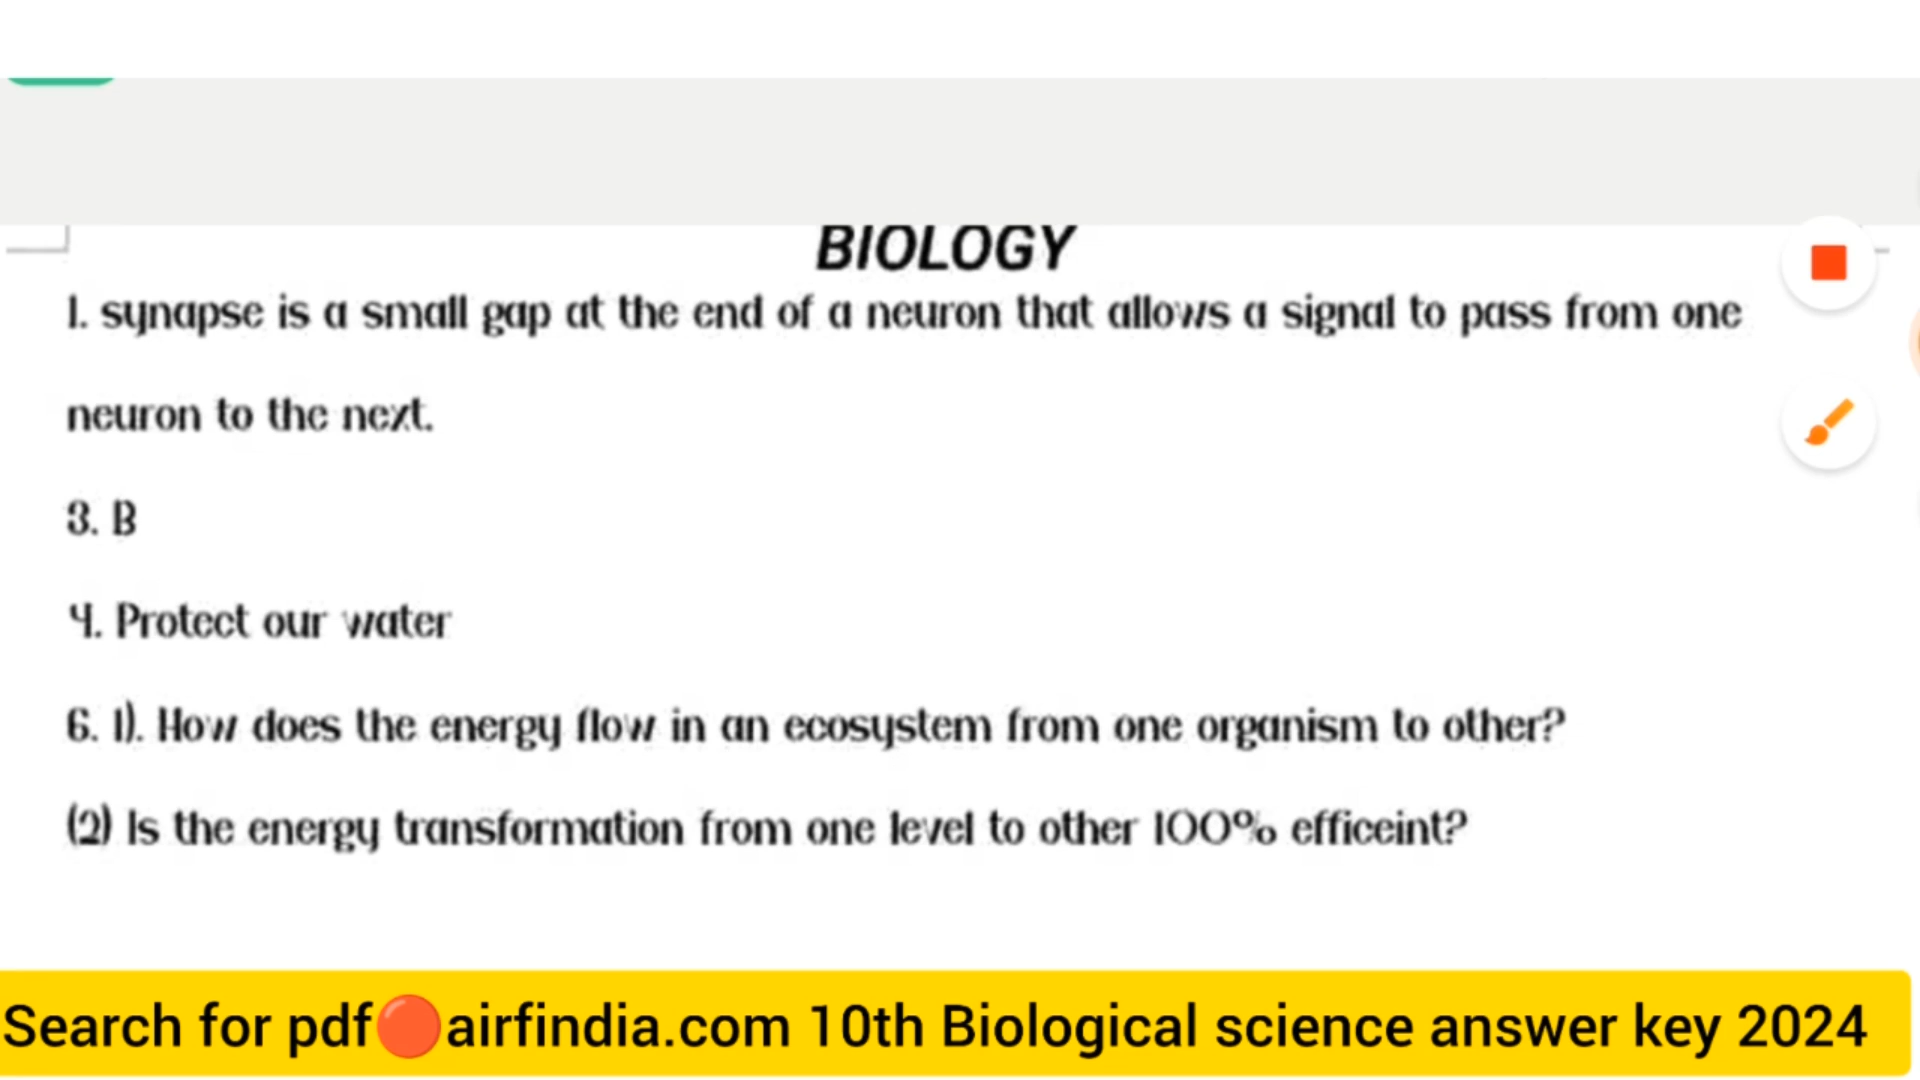 BIOLOGY
1. synapse is a small gap at the end of a neuron that allows a signal to pass from one
neuron to the next.
3. B
4. Protect our water
6. 1). How does the energy flow in an ecosystem from one organism to other?
(2) Is the energy transformation from one level to other 100% efficeint?
Search for pdf🔴airfindia.com 10th Biological science answer key 2024